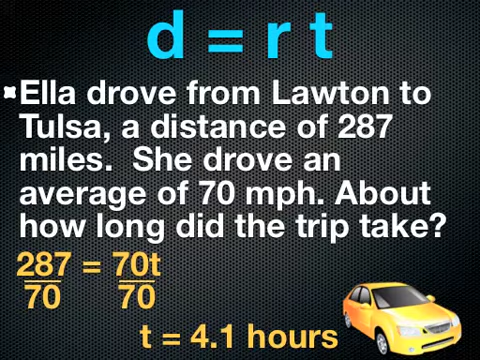 d = r t
Ella drove from Lawton to
Tulsa, a distance of 287
miles.  She drove an
average of 70 mph. About
how long did the trip take?
287 = 70t
70 70
t = 4.1 hours